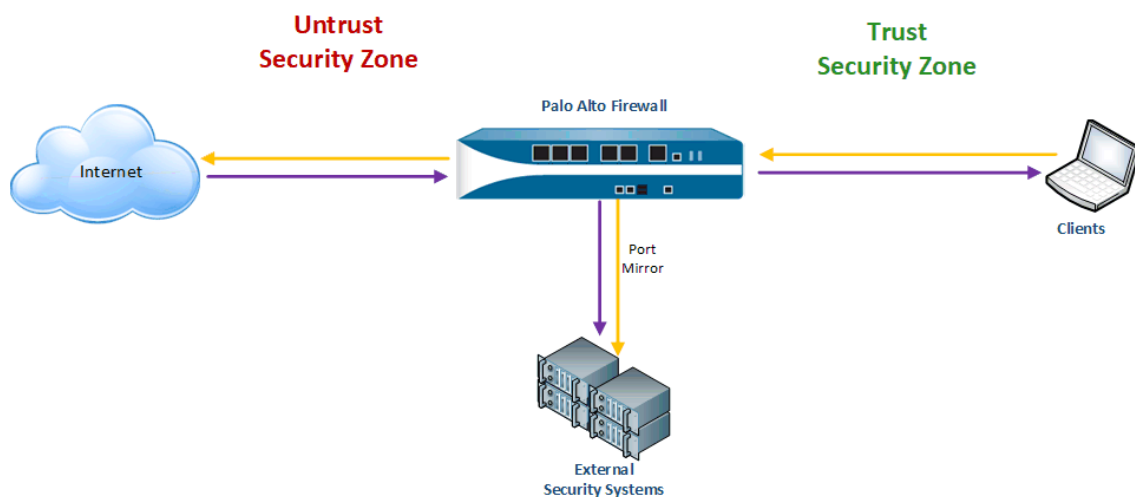 Untrust
Security Zone
Trust
Security Zone
Palo Alto Firewall
Internet
Clients
Port
Mirror
External
Security Systems